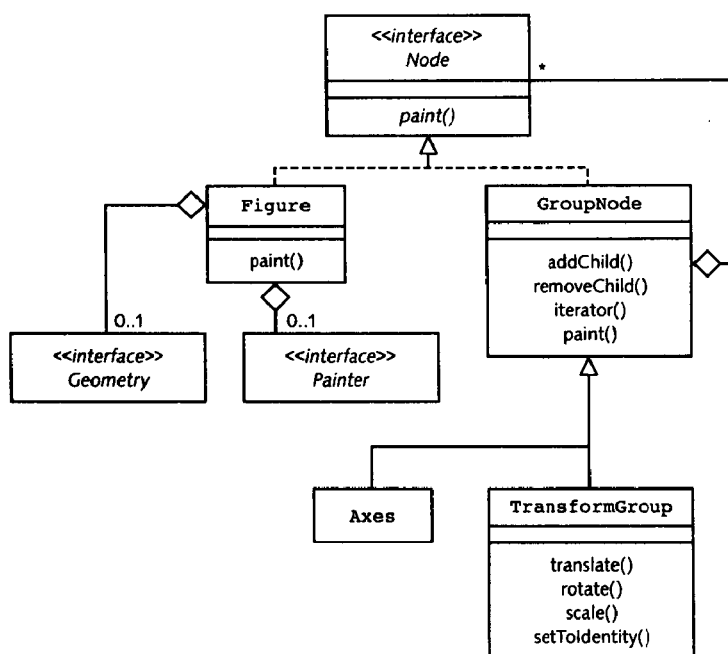 <<interface>>
Node
*
paint()
Figure
paint()
GroupNode
addChild()
removeChild()
iterator()
paint()
0..1
0..1
<<interface>>
Geometry
<<interface>>
Painter
Axes
TransformGroup
translate()
rotate()
scale()
setToIdentity()